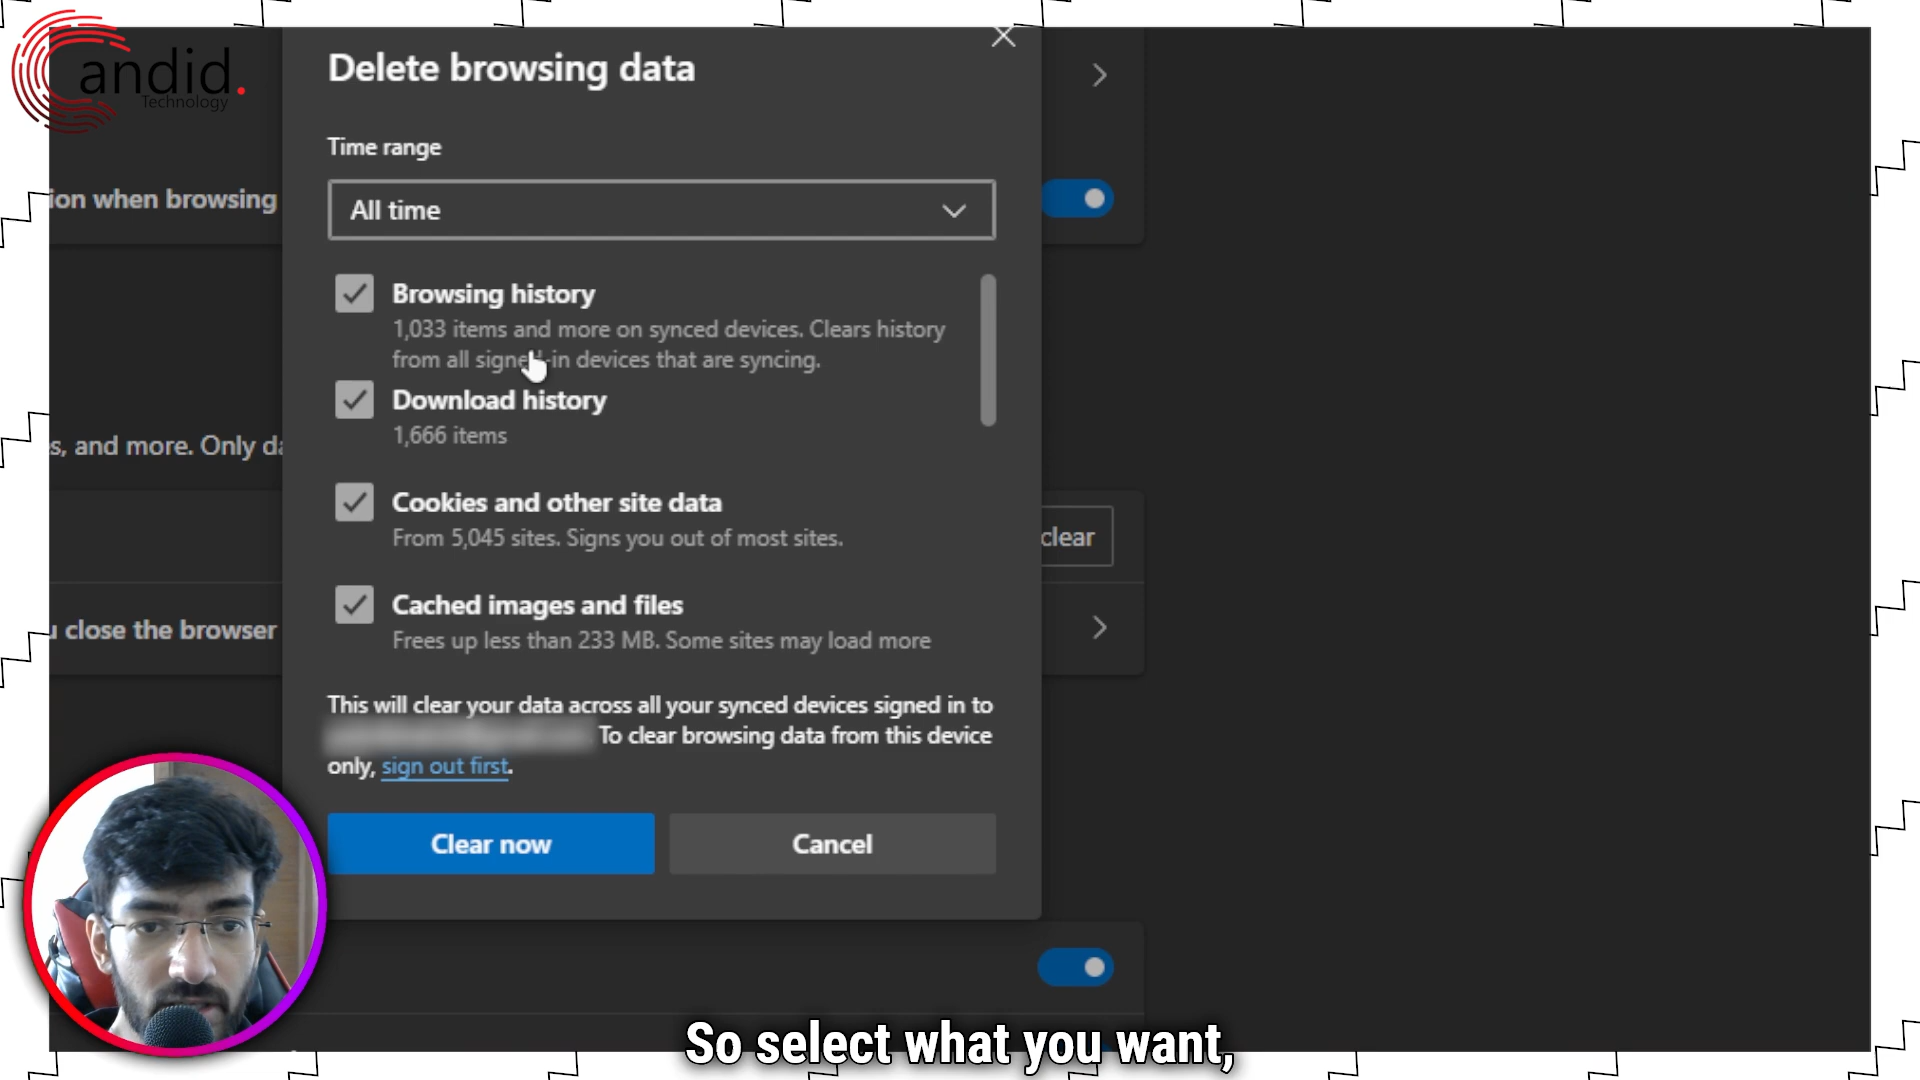 andid.
Technology
Delete browsing data
Time range
All time
ion when browsing
Browsing history
1,033 items and more on synced devices. Clears history
from all signed-in devices that are syncing.
Download history
1,666 items
s, and more. Only da
Cookies and other site data
From 5,045 sites. Signs you out of most sites.
clear
Cached images and files
Frees up less than 233 MB. Some sites may load more
u close the browser
This will clear your data across all your synced devices signed in to
To clear browsing data from this device
only, sign out first.
Clear now
Cancel
So select what you want,